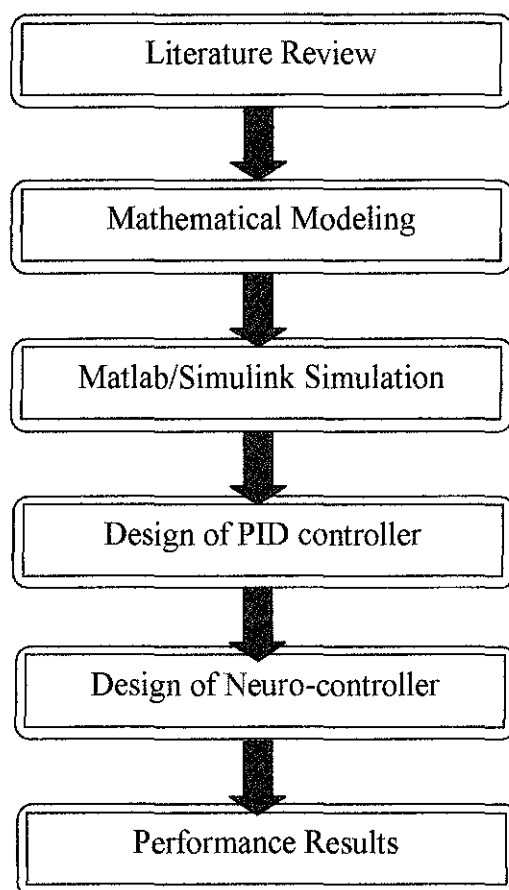 Literature Review
Mathematical Modeling
Matlab/Simulink Simulation
Design of PID controller
Design of Neuro-controller
Performance Results